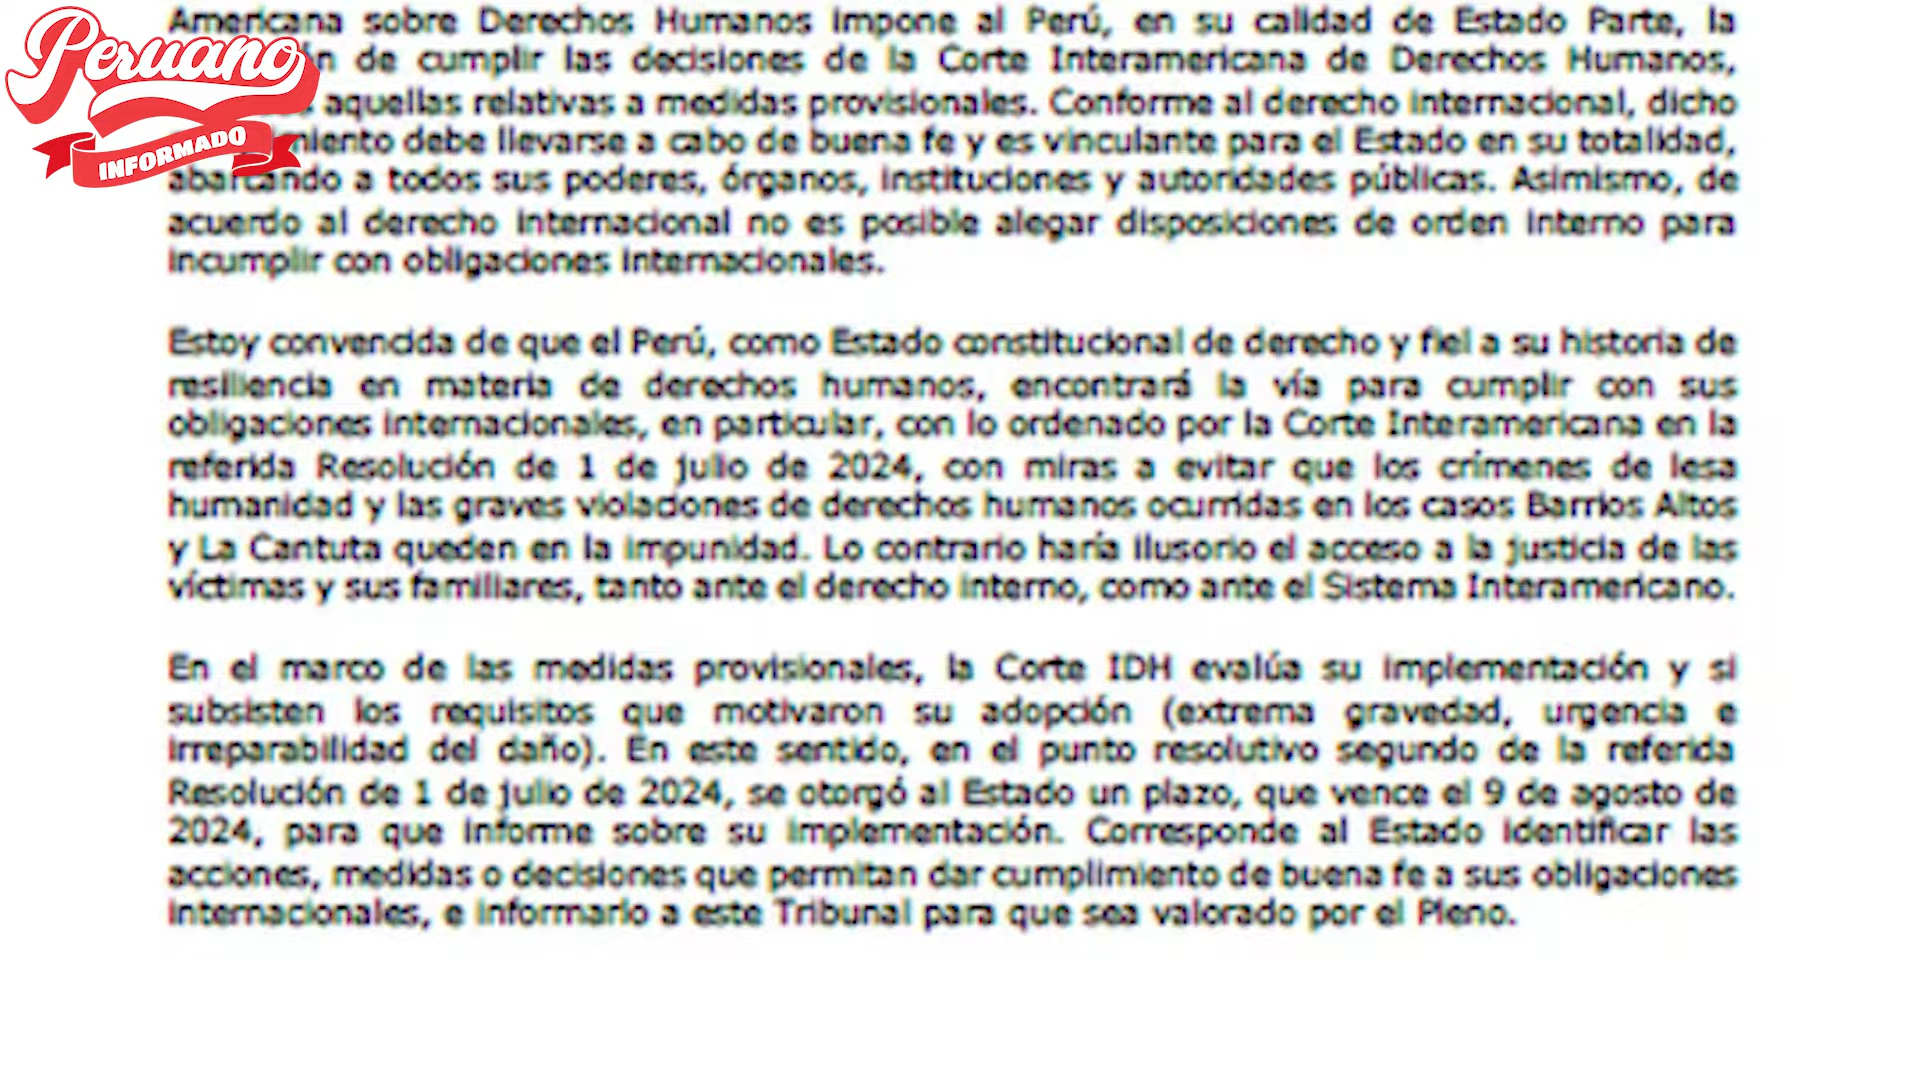 Peruano
INFORMADO
Americana sobre Derechos Humanos impone al Perú, en su calidad de Estado Parte, la
n de cumplir las decisiones de la Corte Interamericana de Derechos Humanos,
aquellas relativas a medidas provisionales. Conforme al derecho internacional, dicho
miento debe llevarse a cabo de buena fe y es vinculante para el Estado en su totalidad,
abarcando a todos sus poderes, órganos, instituciones y autoridades públicas. Asimismo, de
acuerdo al derecho internacional no es posible alegar disposiciones de orden interno para
incumplir con obligaciones internacionales.
Estoy convencida de que el Perú, como Estado constitucional de derecho y fiel a su historia de
resiliencia en materia de derechos humanos, encontrará la vía para cumplir con sus
obligaciones internacionales, en particular, con lo ordenado por la Corte Interamericana en la
referida Resolución de 1 de julio de 2024, con miras a evitar que los crímenes de lesa
humanidad y las graves violaciones de derechos humanos ocurridas en los casos Barrios Altos
y La Cantuta queden en la impunidad. Lo contrario haría ilusorio el acceso a la justicia de las
víctimas y sus familiares, tanto ante el derecho interno, como ante el Sistema Interamericano.
En el marco de las medidas provisionales, la Corte IDH evalúa su implementación y si
subsisten los requisitos que motivaron su adopción (extrema gravedad, urgencia e
irreparabilidad del daño). En este sentido, en el punto resolutivo segundo de la referida
Resolución de 1 de julio de 2024, se otorgó al Estado un plazo, que vence el 9 de agosto de
2024, para que informe sobre su implementación. Corresponde al Estado identificar las
acciones, medidas o decisiones que permitan dar cumplimiento de buena fe a sus obligaciones
internacionales, e informarlo a este Tribunal para que sea valorado por el Pleno.